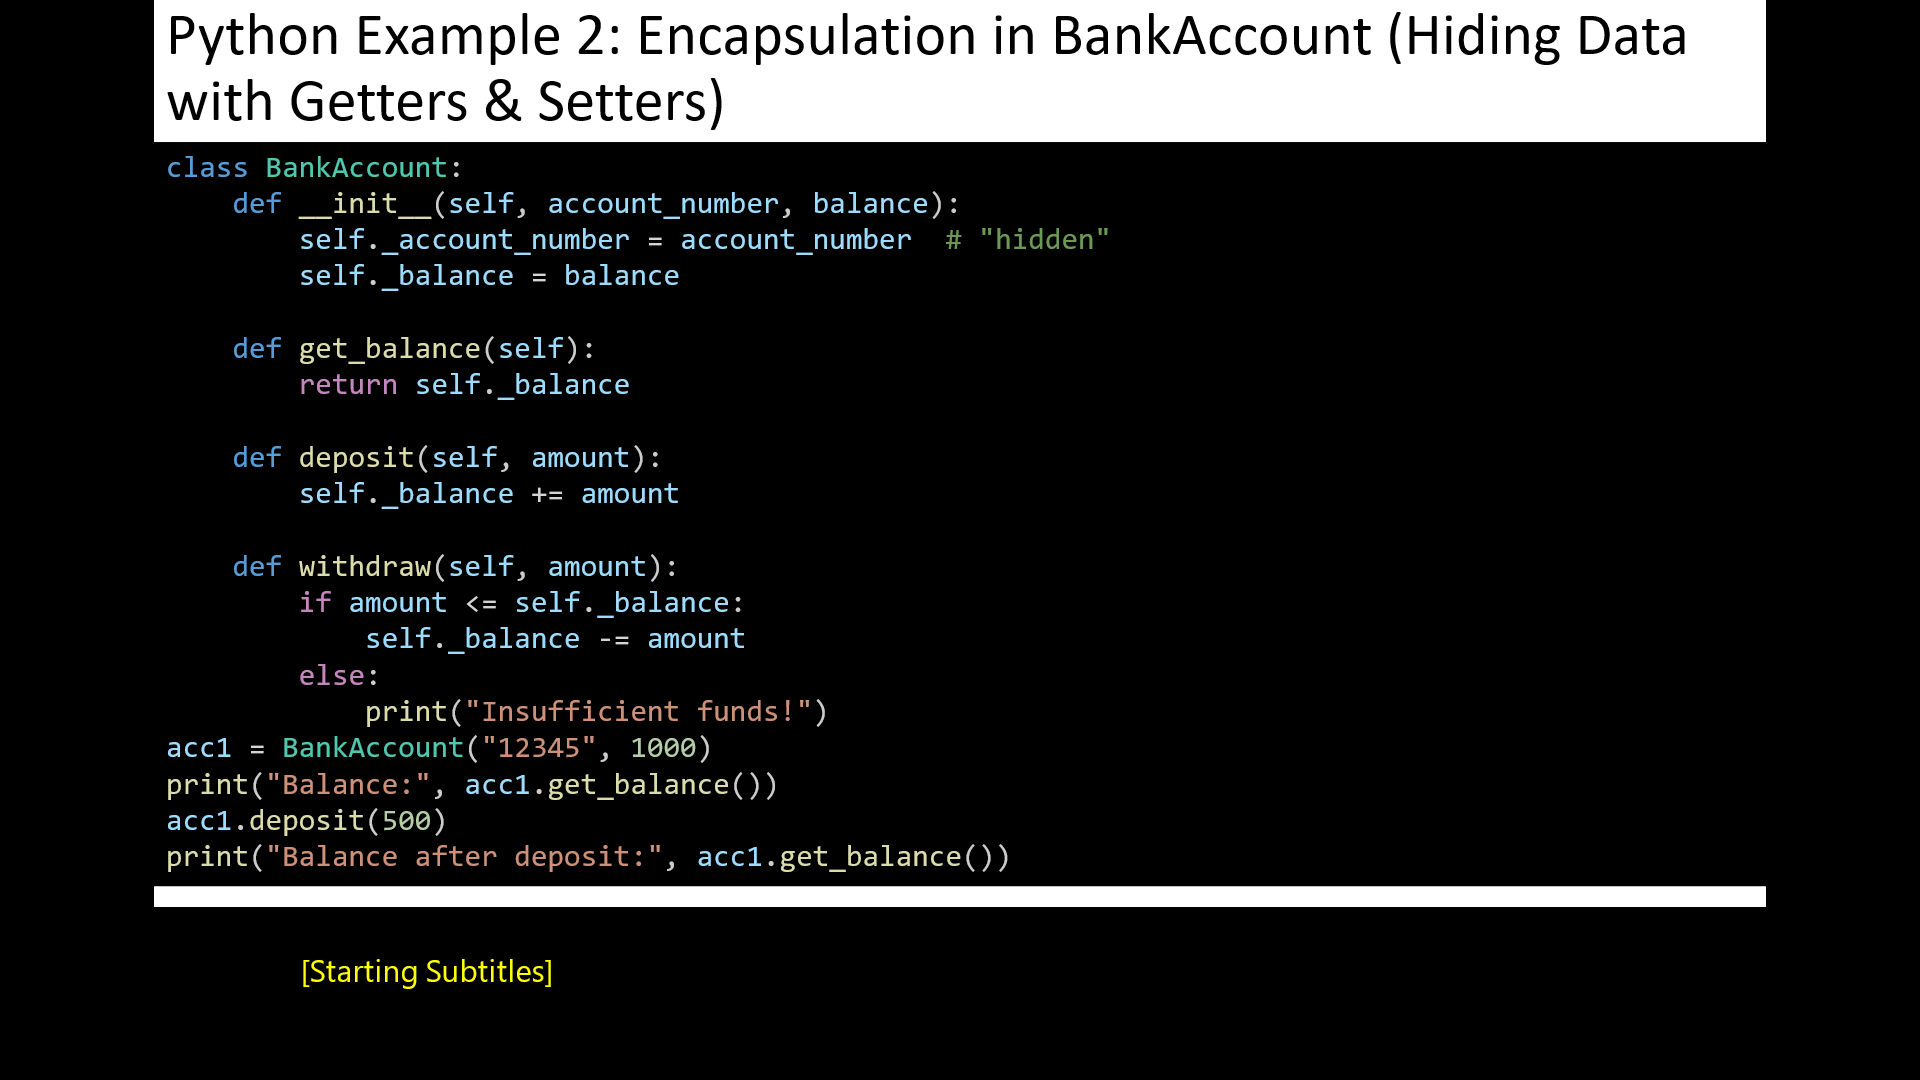 Python Example 2: Encapsulation in BankAccount (Hiding Data
with Getters & Setters)
class BankAccount:
    def __init__(self, account_number, balance):
        self._account_number = account_number  # "hidden"
        self._balance = balance
    def get_balance(self):
        return self._balance
    def deposit(self, amount):
        self._balance += amount
    def withdraw(self, amount):
        if amount <= self._balance:
            self._balance -= amount
        else:
            print("Insufficient funds!")
acc1 = BankAccount("12345", 1000)
print("Balance:", acc1.get_balance())
acc1.deposit(500)
print("Balance after deposit:", acc1.get_balance())
[Starting Subtitles]